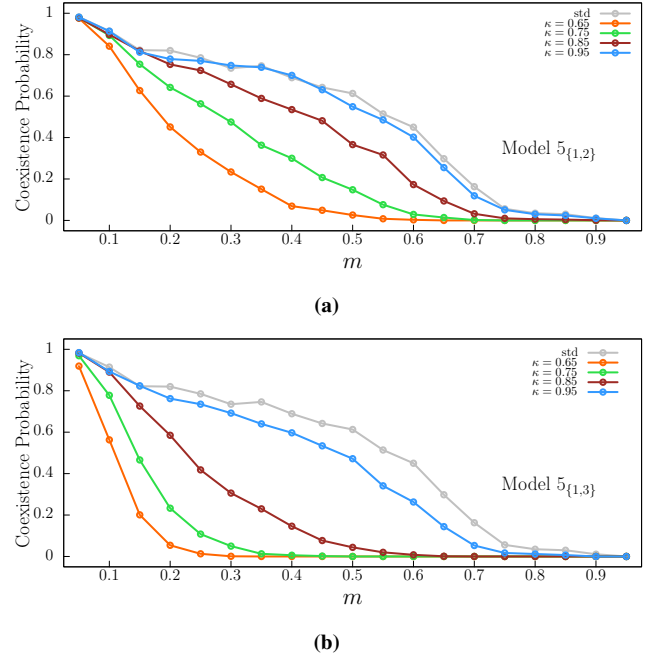 1
0.8
0.6
0.4
0.2
0
Coexistence Probability
std
κ = 0.65
κ = 0.75
κ = 0.85
κ = 0.95
Model 5{1,2}
0.1 0.2 0.3 0.4 0.5 0.6 0.7 0.8 0.9
m
(a)
1
0.8
0.6
0.4
0.2
0
Coexistence Probability
std
κ = 0.65
κ = 0.75
κ = 0.85
κ = 0.95
Model 5{1,3}
0.1 0.2 0.3 0.4 0.5 0.6 0.7 0.8 0.9
m
(b)